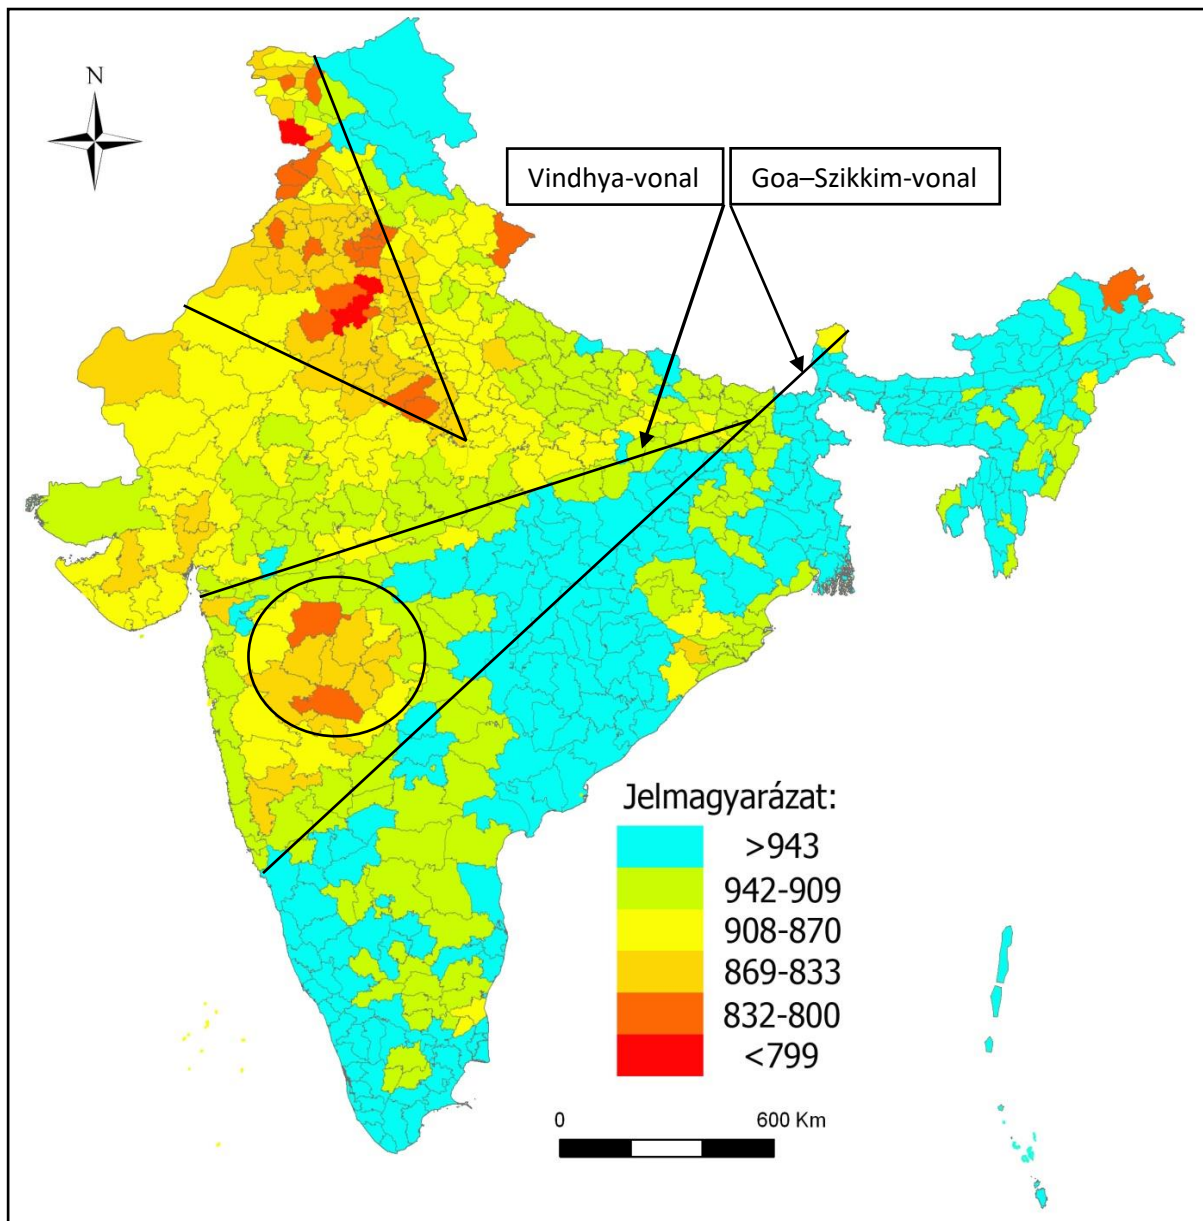 N
Vindhya-vonal
Goa–Szikkim-vonal
Jelmagyarázat:
>943
942-909
908-870
869-833
832-800
<799
0
600 Km